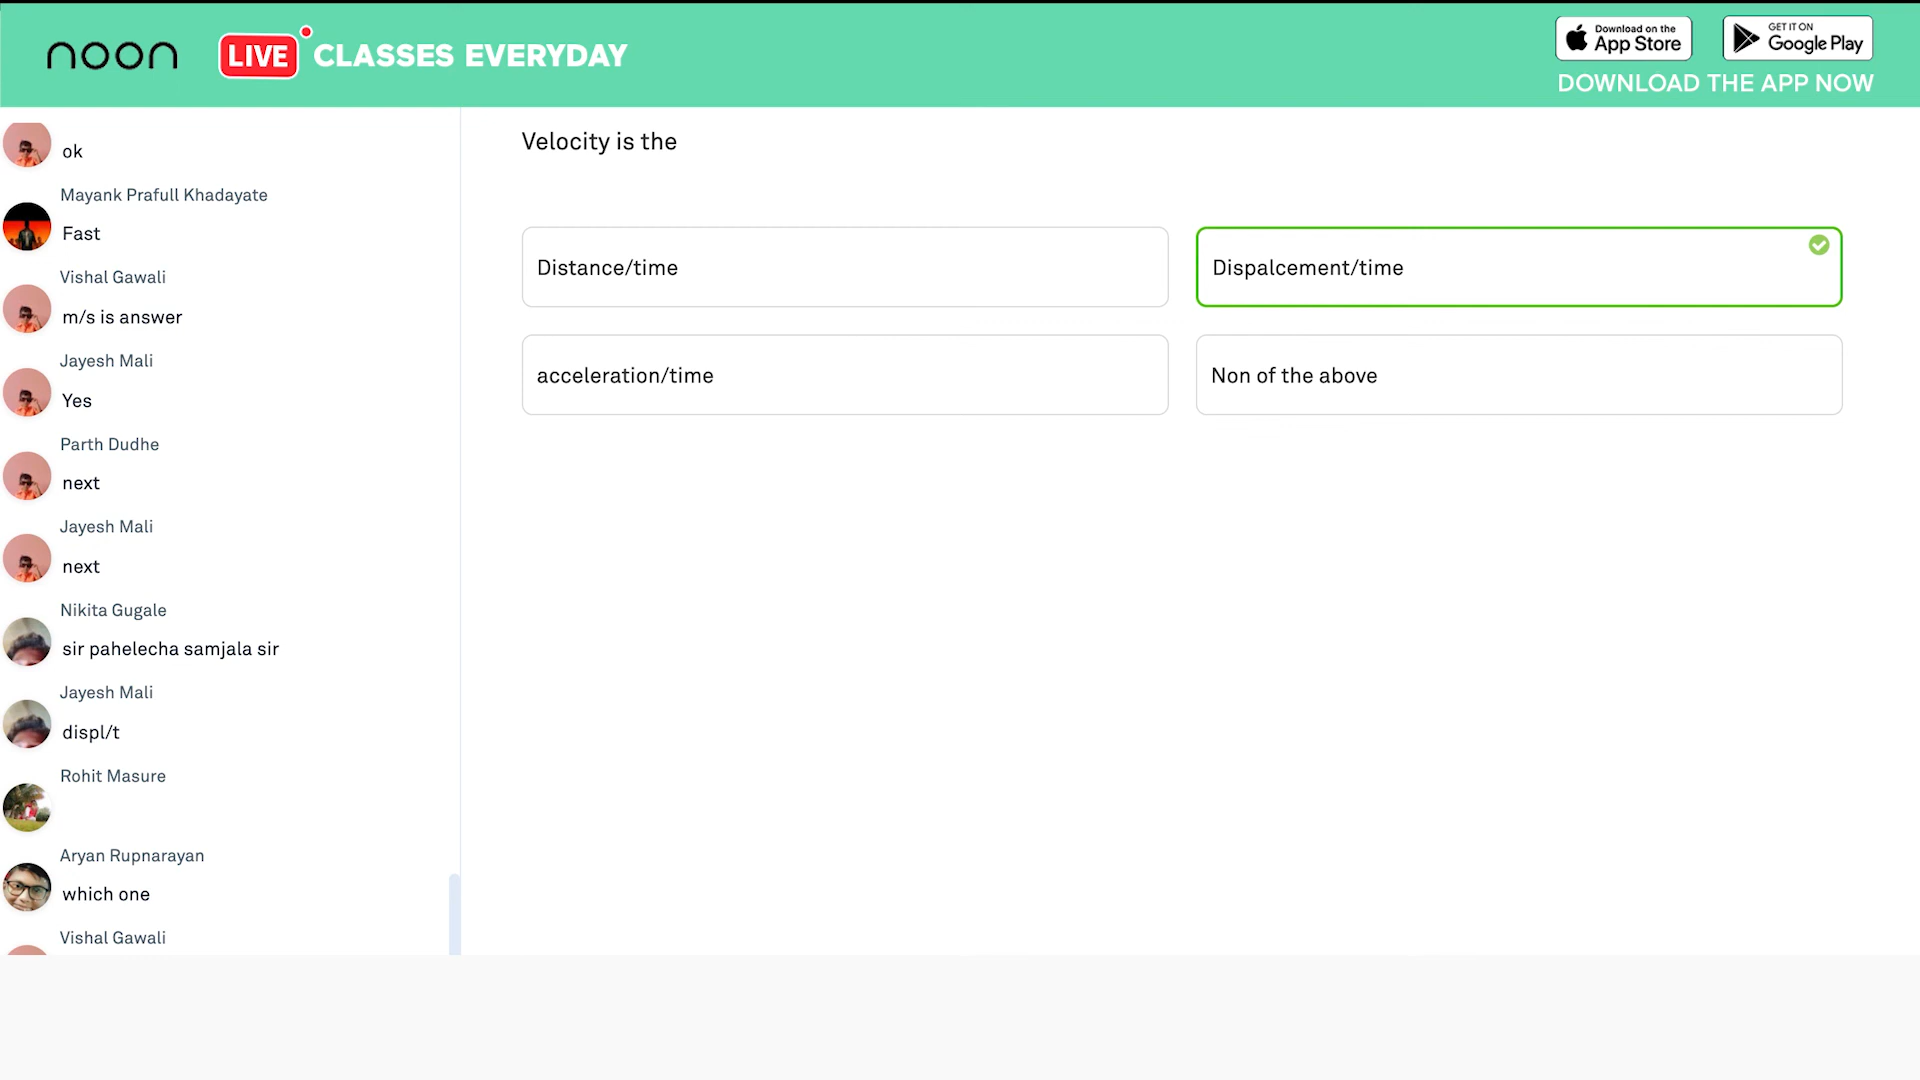 noon LIVE CLASSES EVERYDAY
Download on the App Store
GET IT ON Google Play
DOWNLOAD THE APP NOW
ok
Mayank Prafull Khadayate
Fast
Vishal Gawali
m/s is answer
Jayesh Mali
Yes
Parth Dudhe
next
Jayesh Mali
next
Nikita Gugale
sir pahelecha samjala sir
Jayesh Mali
displ/t
Rohit Masure
Aryan Rupnarayan
which one
Vishal Gawali
Velocity is the
Distance/time
Dispalcement/time
acceleration/time
Non of the above